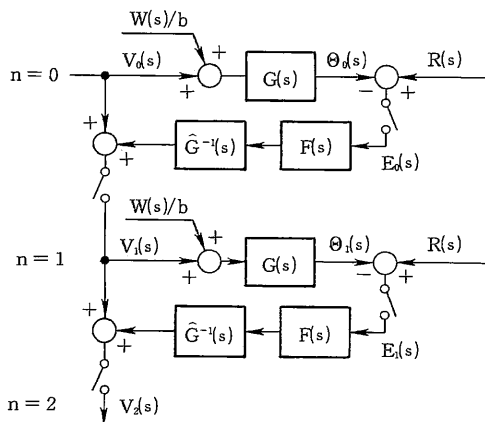 W(s)/b
n = 0
V₀(s)
+
+
G(s)
Θ₀(s)
−
+
R(s)
+
+
Ĝ⁻¹(s)
F(s)
E₀(s)
W(s)/b
n = 1
V₁(s)
+
+
G(s)
Θ₁(s)
−
+
R(s)
+
+
Ĝ⁻¹(s)
F(s)
E₁(s)
n = 2
V₂(s)